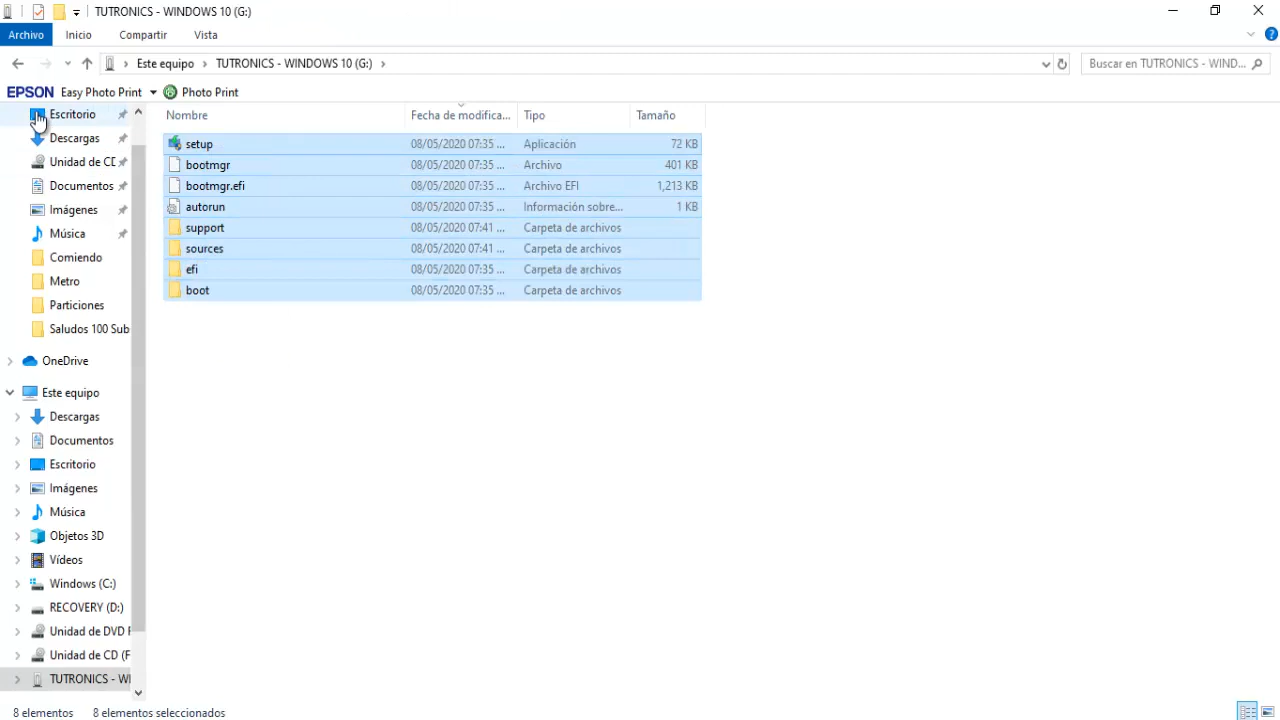 TUTRONICS - WINDOWS 10 (G:)
Archivo Inicio Compartir Vista
Este equipo TUTRONICS - WINDOWS 10 (G:) Buscar en TUTRONICS - WIND...
EPSON Easy Photo Print Photo Print
Nombre Fecha de modifica... Tipo Tamaño
setup 08/05/2020 07:35 ... Aplicación 72 KB
bootmgr 08/05/2020 07:35 ... Archivo 401 KB
bootmgr.efi 08/05/2020 07:35 ... Archivo EFI 1,213 KB
autorun 08/05/2020 07:35 ... Información sobre... 1 KB
support 08/05/2020 07:41 ... Carpeta de archivos
sources 08/05/2020 07:41 ... Carpeta de archivos
efi 08/05/2020 07:35 ... Carpeta de archivos
boot 08/05/2020 07:35 ... Carpeta de archivos
Escritorio
Descargas
Unidad de CD
Documentos
Imágenes
Música
Comiendo
Metro
Particiones
Saludos 100 Sub
OneDrive
Este equipo
Descargas
Documentos
Escritorio
Imágenes
Música
Objetos 3D
Vídeos
Windows (C:)
RECOVERY (D:)
Unidad de DVD
Unidad de CD (F
TUTRONICS - WI
8 elementos 8 elementos seleccionados